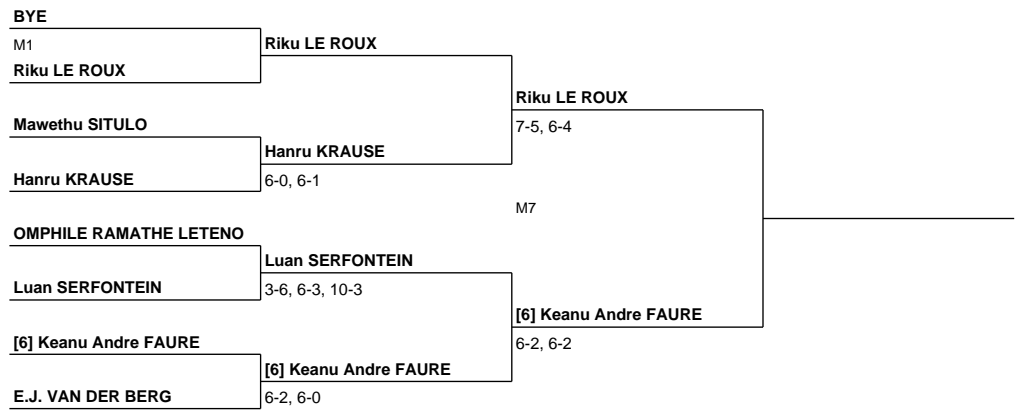 BYE
M1
Riku LE ROUX
Riku LE ROUX
Mawethu SITULO
Hanru KRAUSE
Hanru KRAUSE
6-0, 6-1
Riku LE ROUX
7-5, 6-4
M7
OMPHILE RAMATHE LETENO
Luan SERFONTEIN
Luan SERFONTEIN
3-6, 6-3, 10-3
[6] Keanu Andre FAURE
E.J. VAN DER BERG
[6] Keanu Andre FAURE
6-2, 6-0
[6] Keanu Andre FAURE
6-2, 6-2